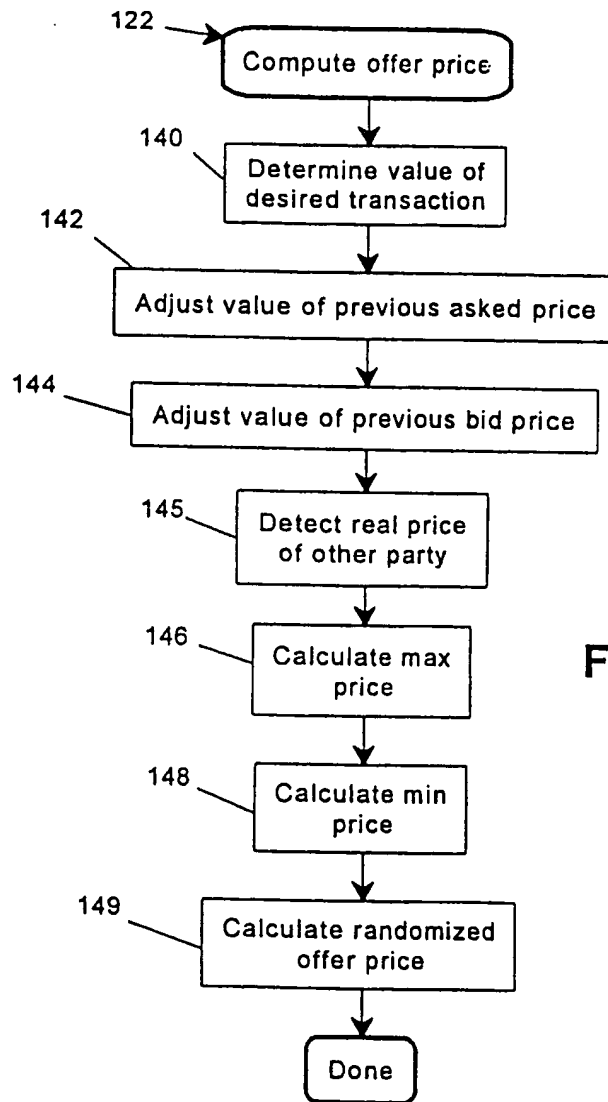 122
Compute offer price
140
Determine value of
desired transaction
142
Adjust value of previous asked price
144
Adjust value of previous bid price
145
Detect real price
of other party
146
Calculate max
price
F
148
Calculate min
price
149
Calculate randomized
offer price
Done